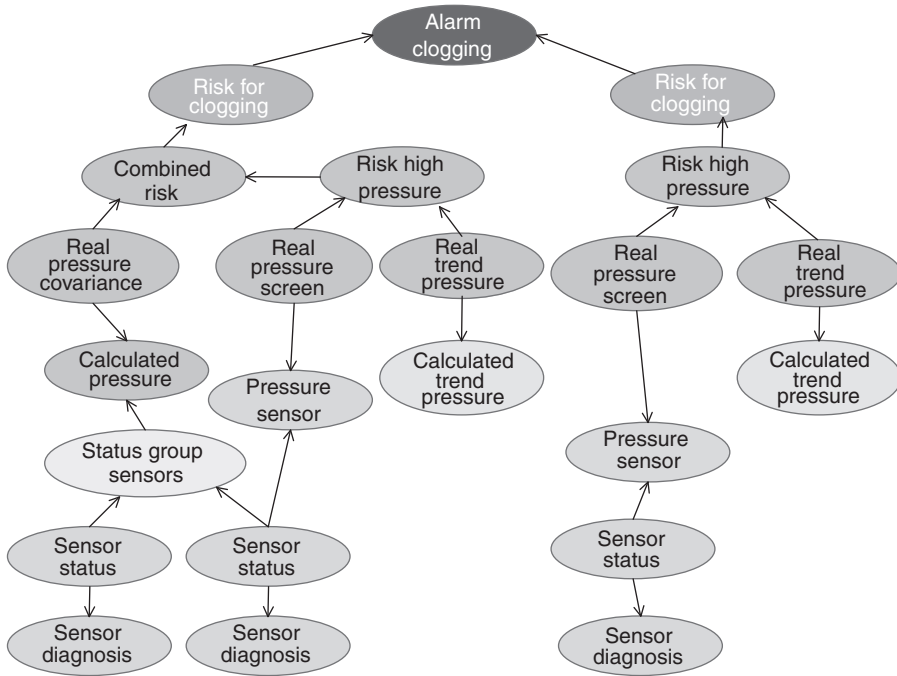 Alarm
clogging
Risk for
clogging
Risk for
clogging
Combined
risk
Risk high
pressure
Risk high
pressure
Real
pressure
covariance
Real
pressure
screen
Real
trend
pressure
Real
pressure
screen
Real
trend
pressure
Calculated
pressure
Pressure
sensor
Calculated
trend
pressure
Calculated
trend
pressure
Status group
sensors
Pressure
sensor
Sensor
status
Sensor
status
Sensor
status
Sensor
diagnosis
Sensor
diagnosis
Sensor
diagnosis